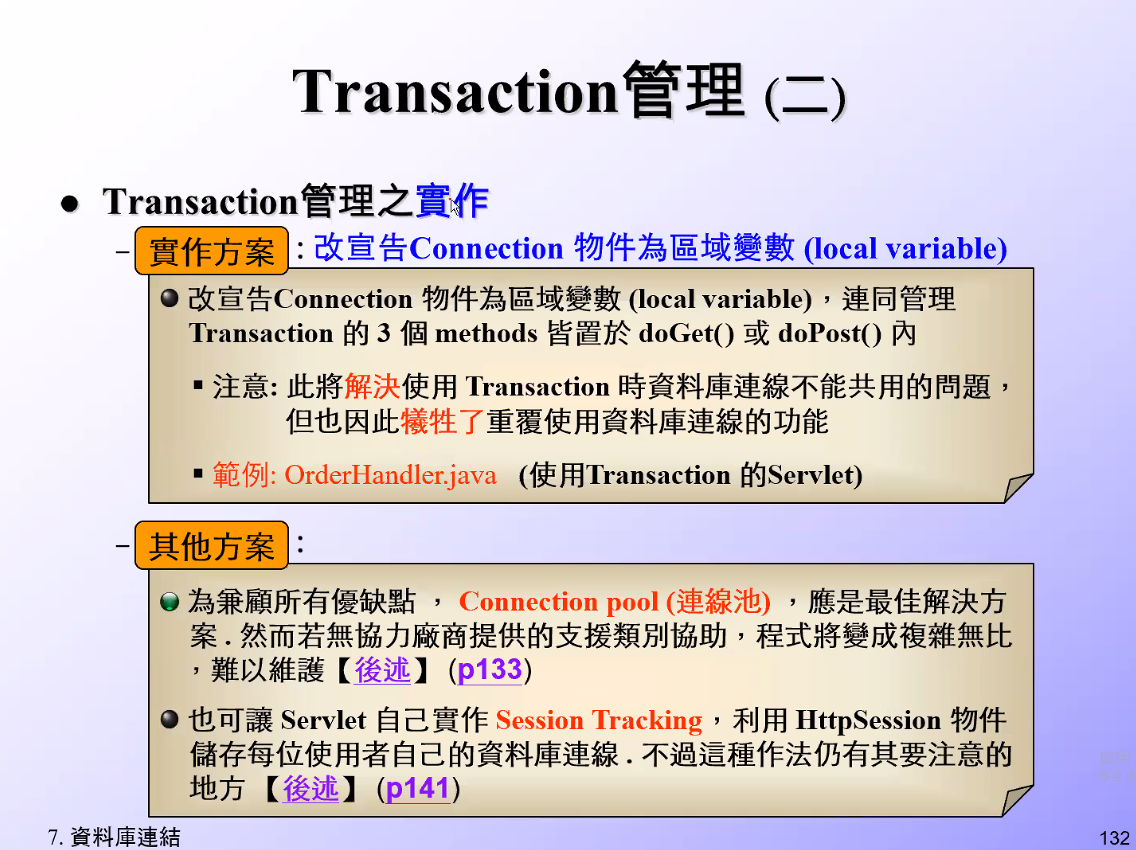 Transaction管理 (二)
● Transaction管理之實作
– 實作方案 : 改宣告Connection 物件為區域變數 (local variable)
改宣告Connection 物件為區域變數 (local variable)，連同管理
Transaction 的 3 個 methods 皆置於 doGet() 或 doPost() 內
▪ 注意: 此將解決使用 Transaction 時資料庫連線不能共用的問題，
但也因此犧牲了重覆使用資料庫連線的功能
▪ 範例: OrderHandler.java (使用Transaction 的Servlet)
– 其他方案 :
為兼顧所有優缺點 ， Connection pool (連線池) ，應是最佳解決方
案 . 然而若無協力廠商提供的支援類別協助，程式將變成複雜無比
，難以維護【後述】 (p133)
也可讓 Servlet 自己實作 Session Tracking，利用 HttpSession 物件
儲存每位使用者自己的資料庫連線 . 不過這種作法仍有其要注意的
地方 【後述】 (p141)
7. 資料庫連結
132